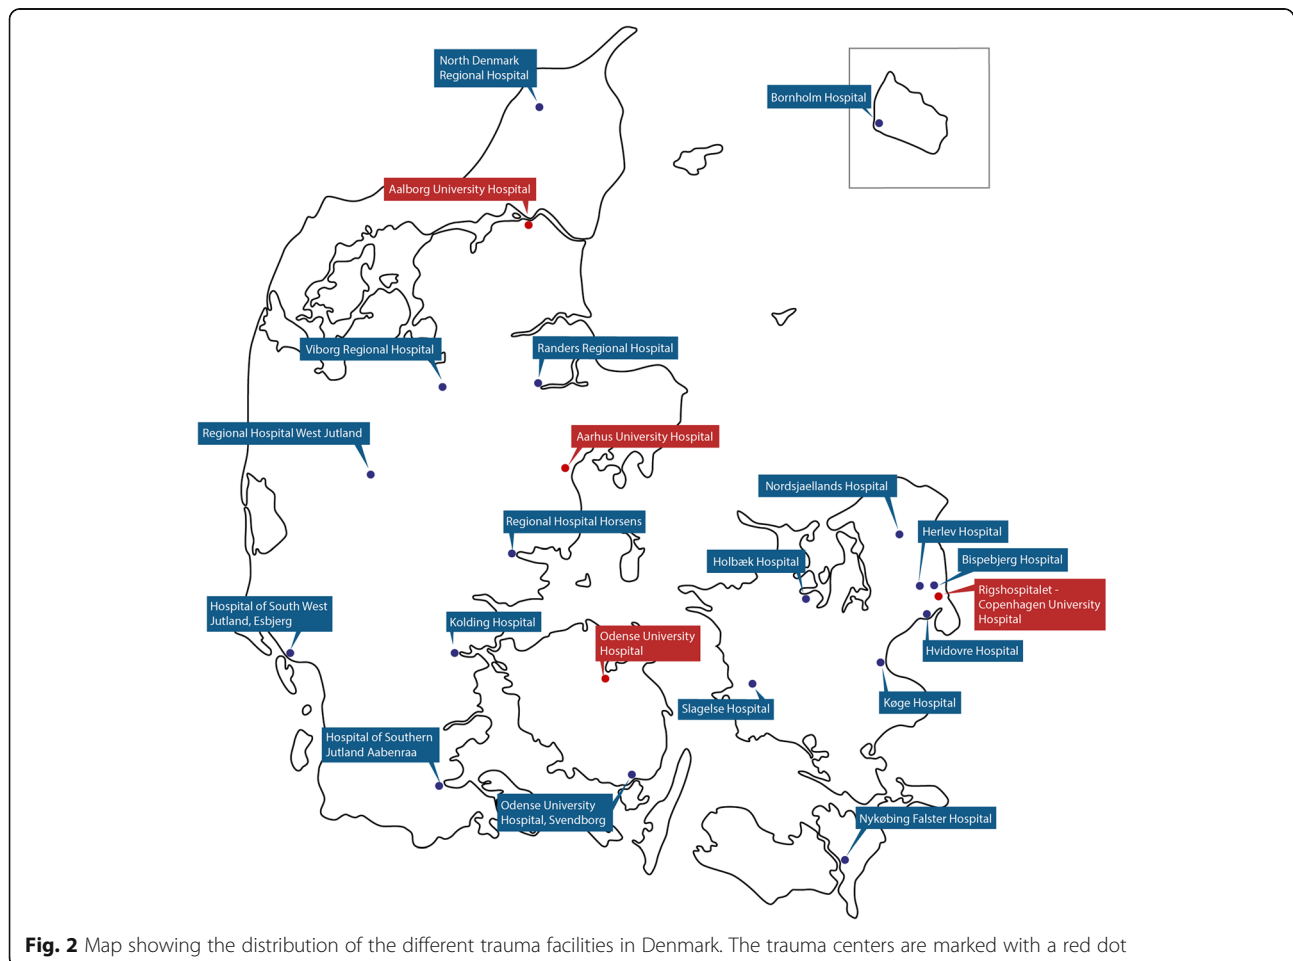 North Denmark
Regional Hospital
Bornholm Hospital
Aalborg University Hospital
Viborg Regional Hospital
Randers Regional Hospital
Regional Hospital West Jutland
Aarhus University Hospital
Nordsjaellands Hospital
Regional Hospital Horsens
Herlev Hospital
Holbæk Hospital
Bispebjerg Hospital
Rigshospitalet -
Copenhagen University
Hospital
Hospital of South West
Jutland, Esbjerg
Kolding Hospital
Odense University
Hospital
Hvidovre Hospital
Slagelse Hospital
Køge Hospital
Hospital of Southern
Jutland Aabenraa
Odense University
Hospital, Svendborg
Nykøbing Falster Hospital
Fig. 2 Map showing the distribution of the different trauma facilities in Denmark. The trauma centers are marked with a red dot